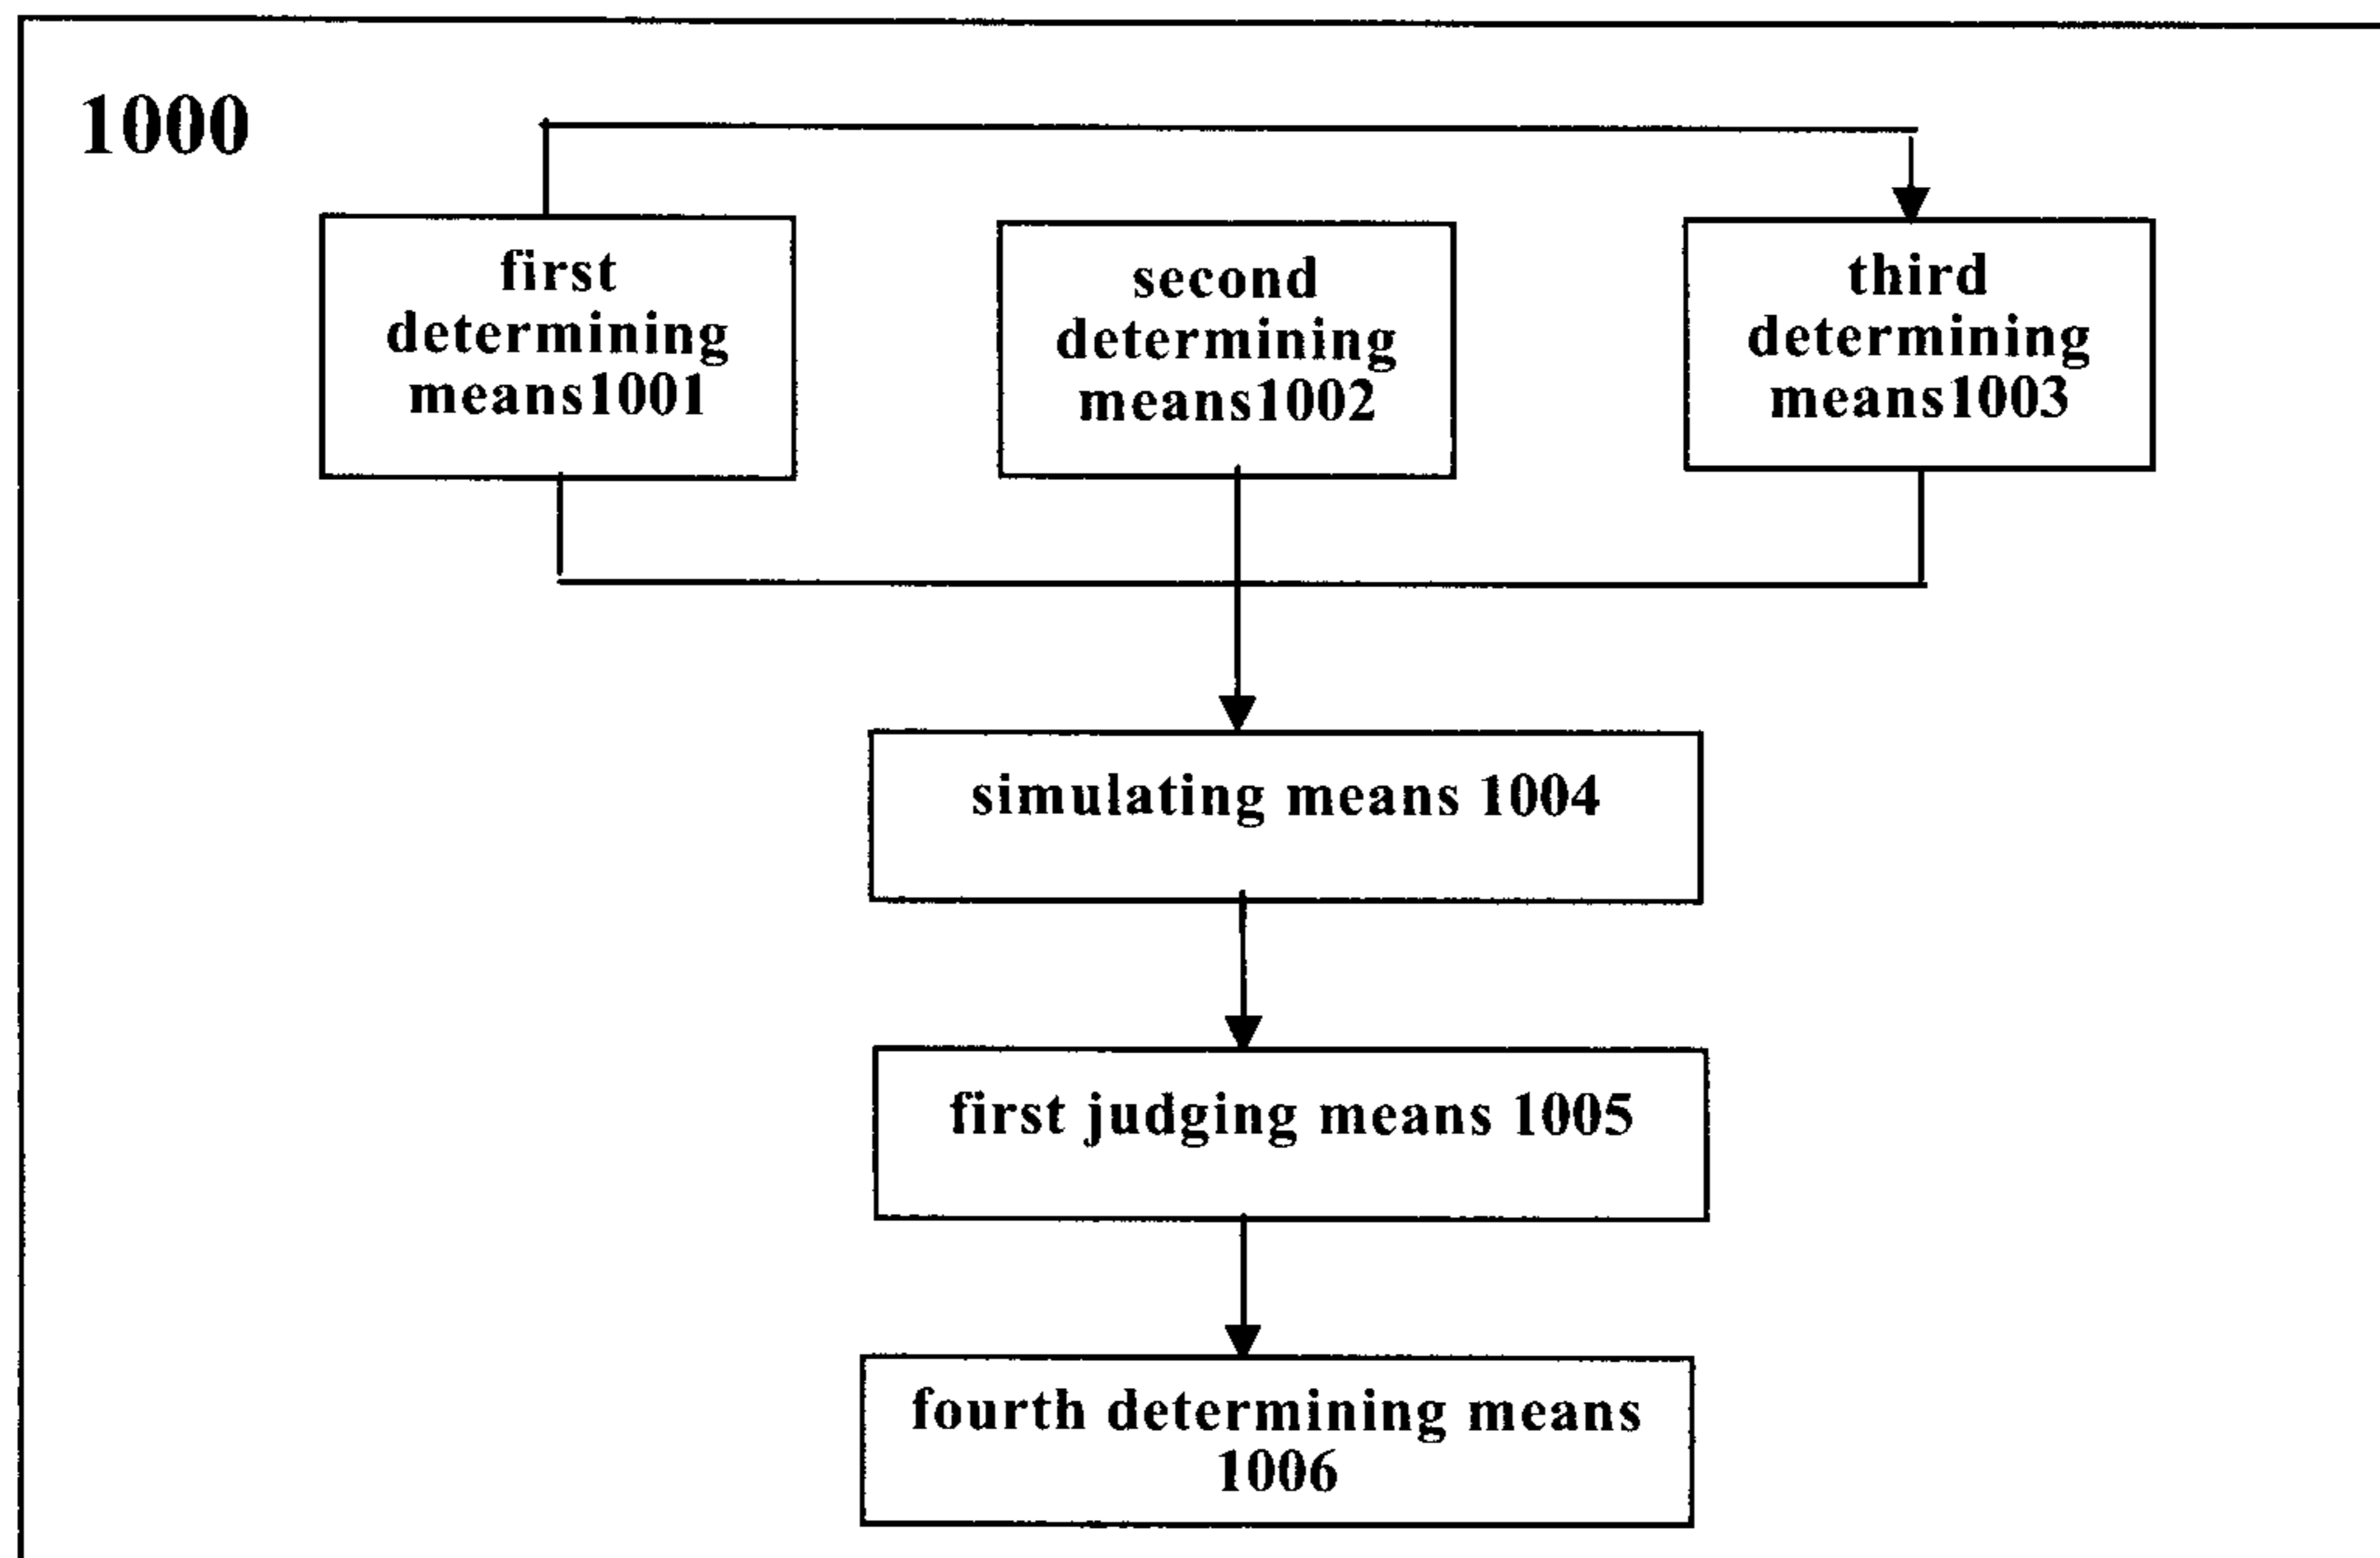 1000
first
determining
means1001
second
determining
means1002
third
determining
means1003
simulating means 1004
first judging means 1005
fourth determining means
1006